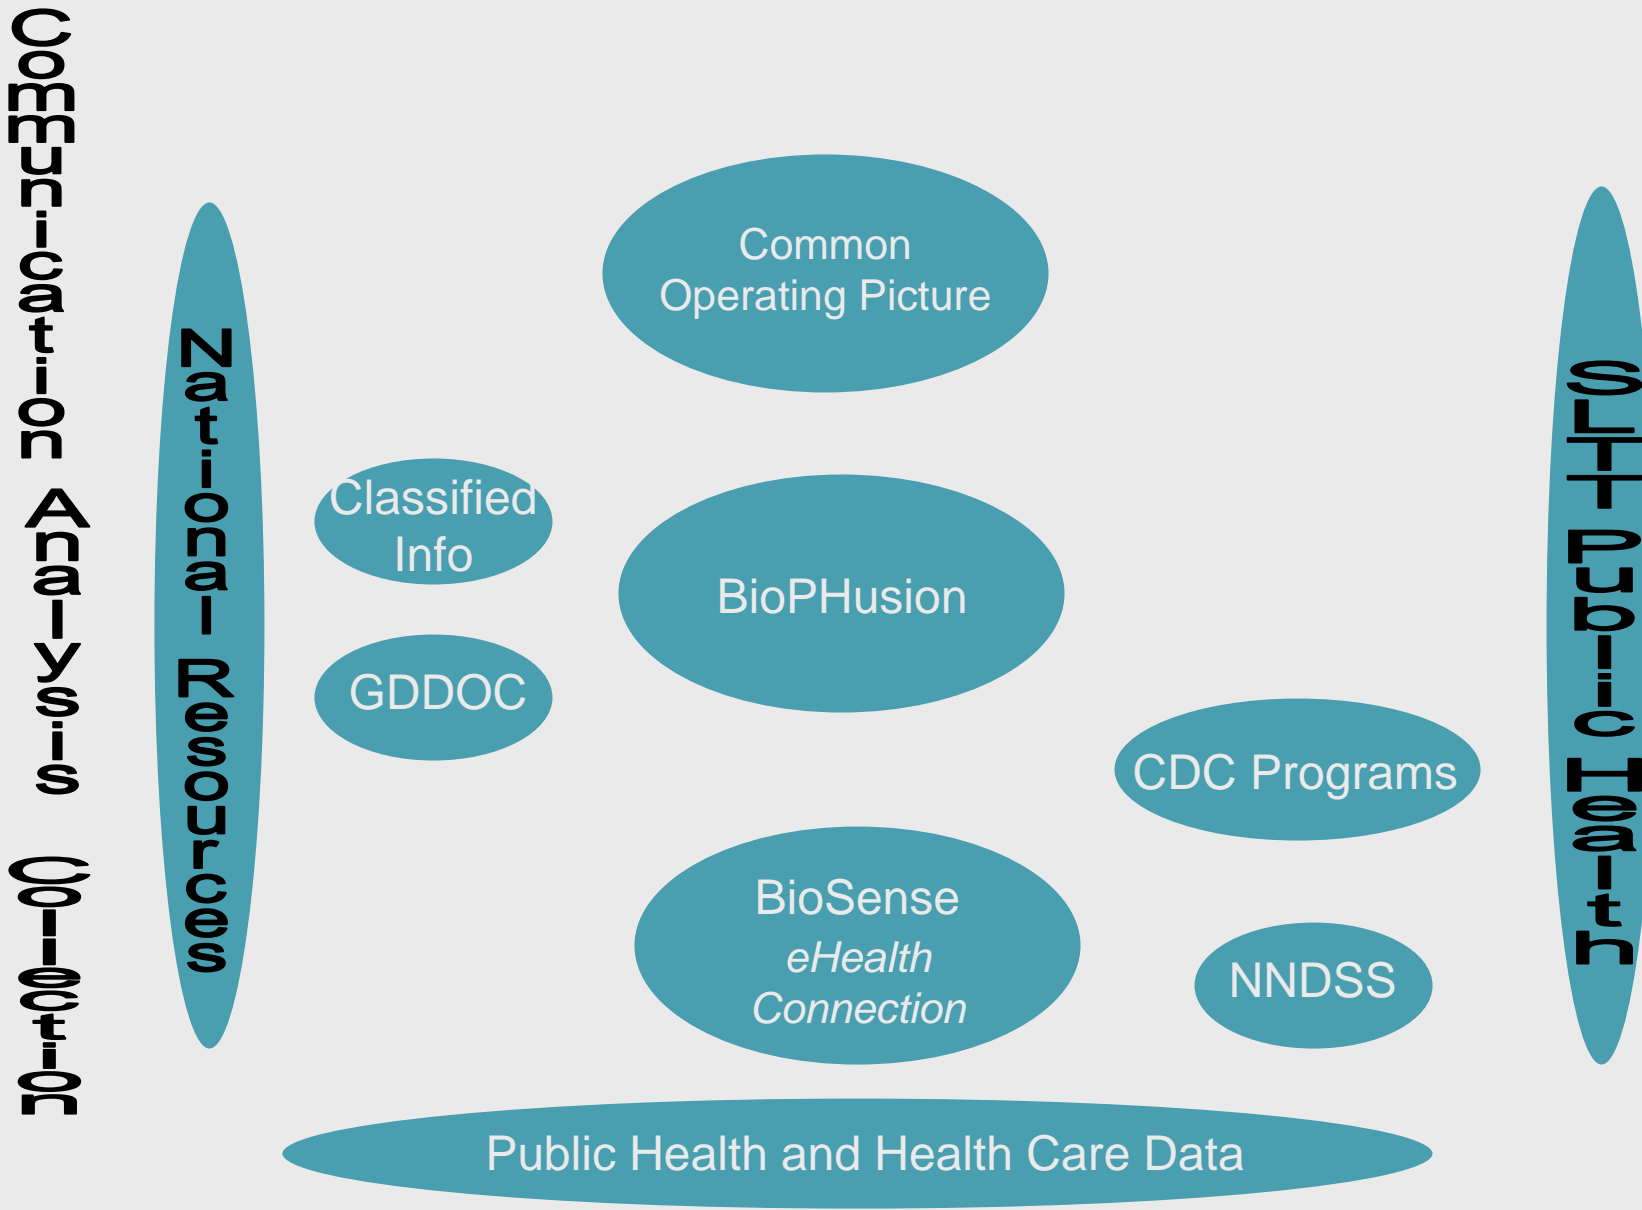 Communication
Analysis
Collection
National Resources
Common
Operating Picture
Classified
Info
BioPHusion
GDDOC
CDC Programs
BioSense
eHealth
Connection
NNDSS
Public Health and Health Care Data
SLTT Public Health